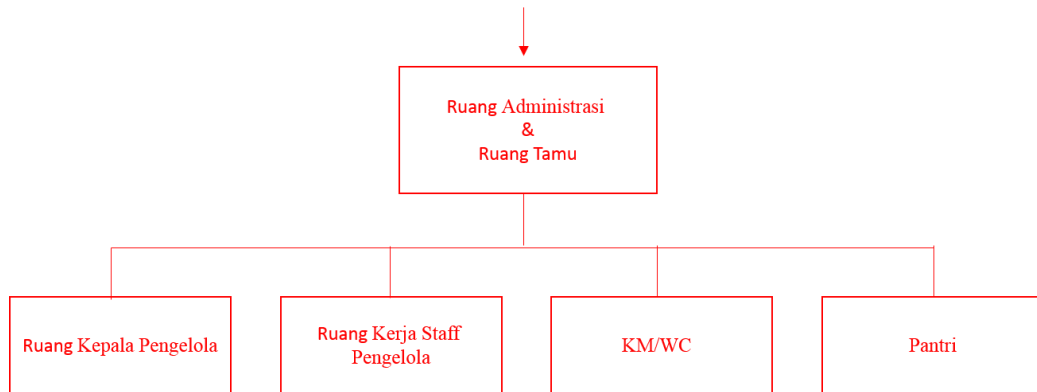 Ruang Administrasi
&
Ruang Tamu
Ruang Kepala Pengelola
Ruang Kerja Staff
Pengelola
KM/WC
Pantri